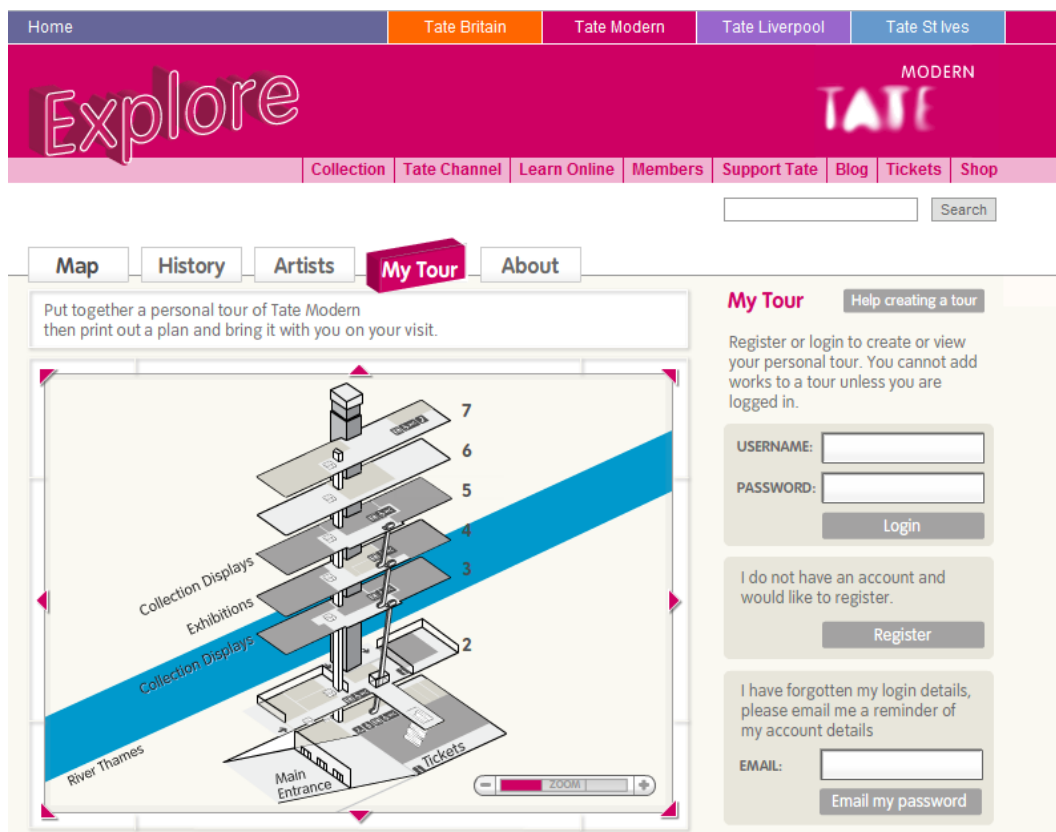 Home
Tate Britain
Tate Modern
Tate Liverpool
Tate St Ives
Explore
MODERN
TATE
Collection
Tate Channel
Learn Online
Members
Support Tate
Blog
Tickets
Shop
Search
Map
History
Artists
My Tour
About
Put together a personal tour of Tate Modern
then print out a plan and bring it with you on your visit.
7
6
5
4
3
2
Collection Displays
Exhibitions
Collection Displays
River Thames
Main
Entrance
Tickets
ZOOM
My Tour
Help creating a tour
Register or login to create or view
your personal tour. You cannot add
works to a tour unless you are
logged in.
USERNAME:
PASSWORD:
Login
I do not have an account and
would like to register.
Register
I have forgotten my login details,
please email me a reminder of
my account details
EMAIL:
Email my password